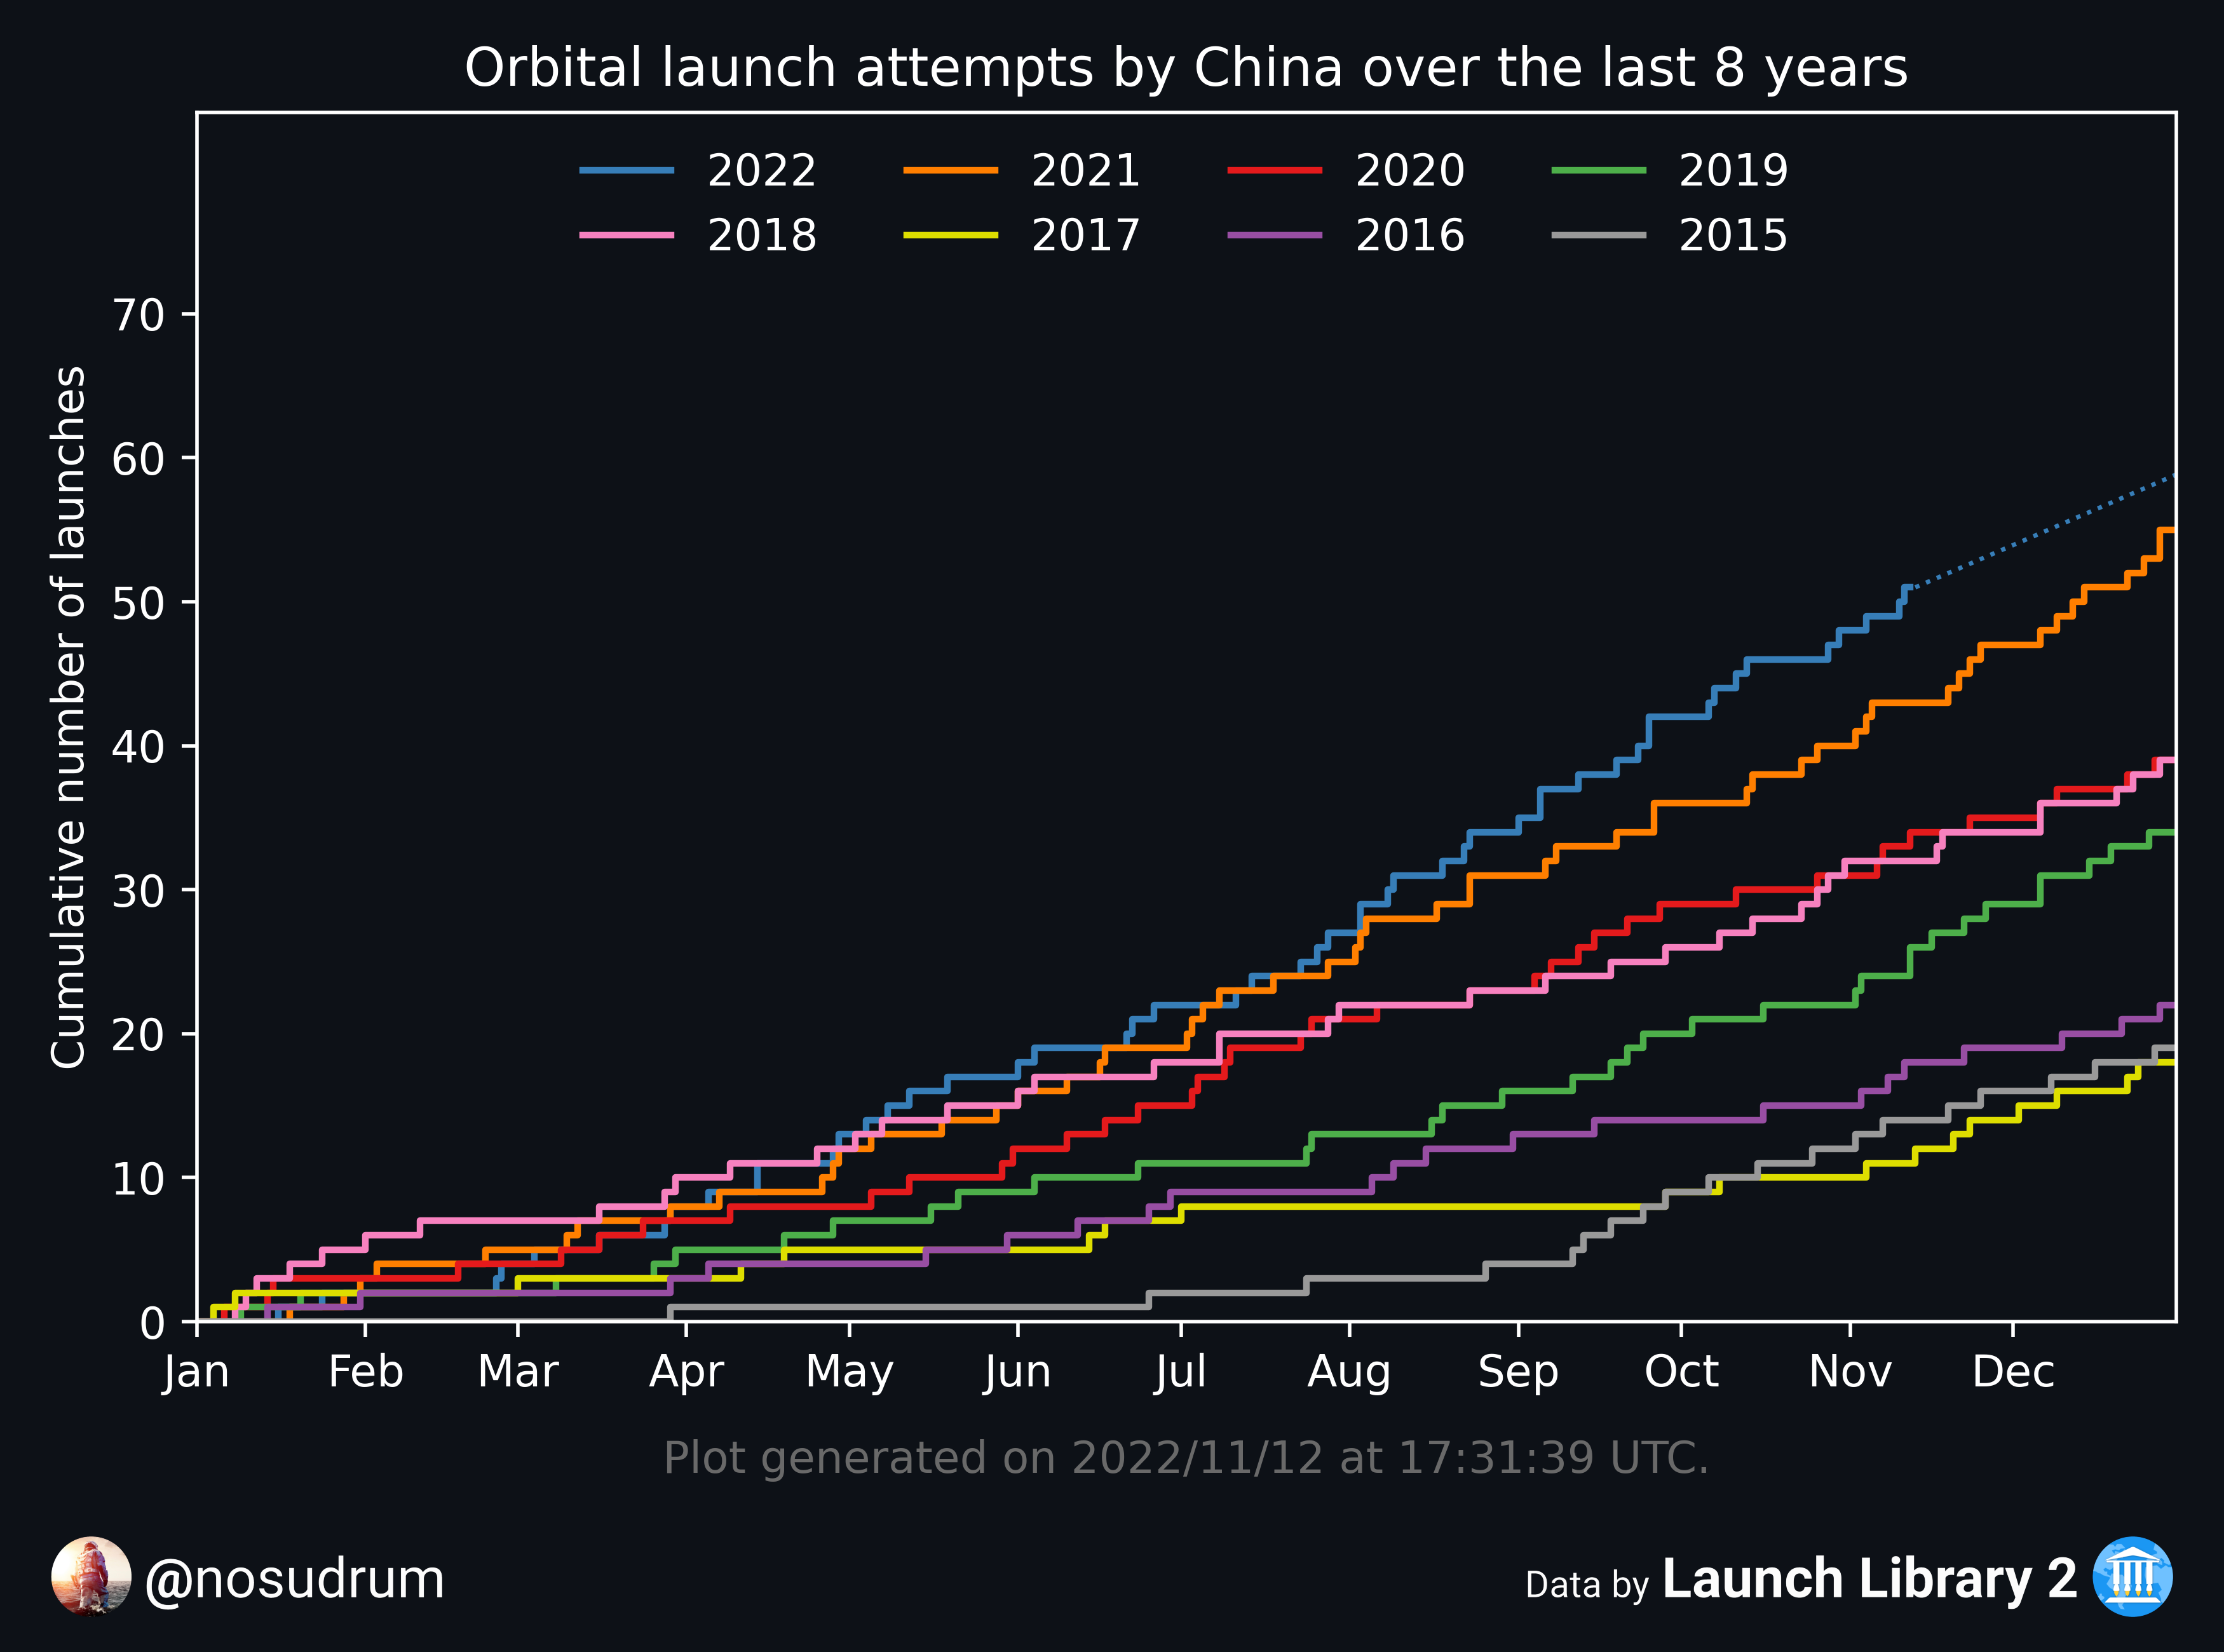 Orbital launch attempts by China over the last 8 years
2022 2021 2020 2019
2018 2017 2016 2015
Cumulative number of launches
70
60
50
40
30
20
10
0
Jan Feb Mar Apr May Jun Jul Aug Sep Oct Nov Dec
Plot generated on 2022/11/12 at 17:31:39 UTC.
@nosudrum
Data by Launch Library 2